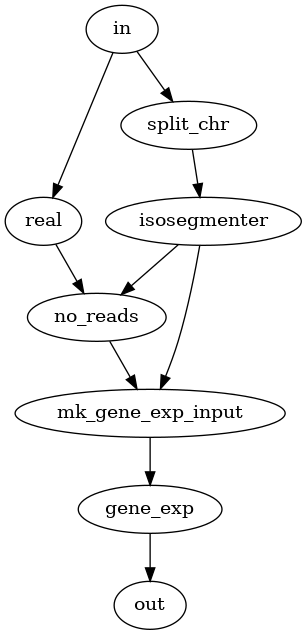 in
split_chr
real
isosegmenter
no_reads
mk_gene_exp_input
gene_exp
out